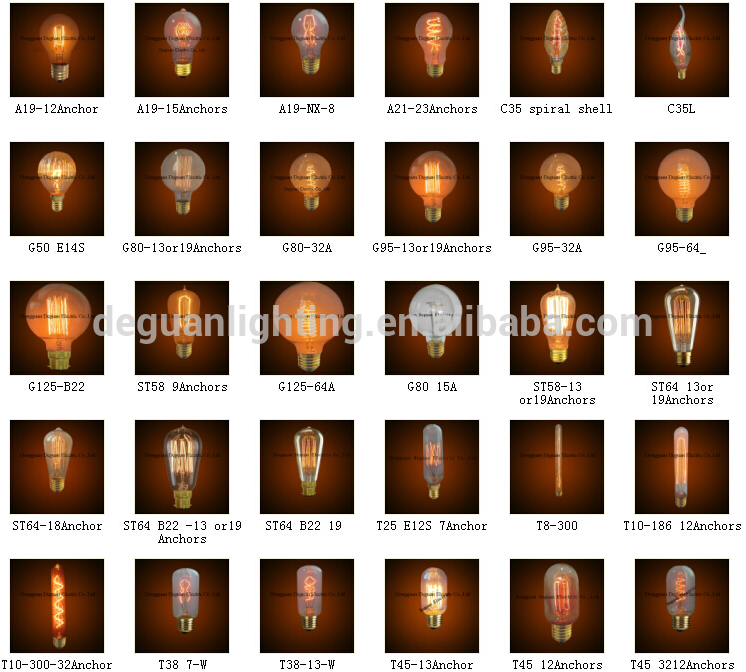 A19-12Anchor A19-15Anchors A19-NX-8 A21-23Anchors C35 spiral shell C35L
G50 E14S G80-13or19Anchors G80-32A G95-13or19Anchors G95-32A G95-64_
deguanlighting.en.alibaba.com
G125-B22 ST58 9Anchors G125-64A G80 15A ST58-13 ST64 13or
or19Anchors 19Anchors
ST64-18Anchor ST64 B22 -13 or19 ST64 B22 19 T25 E12S 7Anchor T8-300 T10-186 12Anchors
Anchors
T10-300-32Anchor T38 7-W T38-13-W T45-13Anchor T45 12Anchors T45 3212Anchors